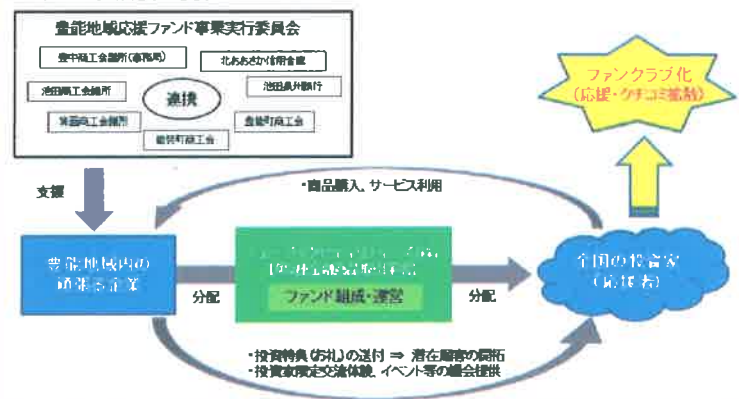 豊能地域応援ファンド事業実行委員会
豊中商工会議所(事務局)
北おおさか信用金庫
池田商工会議所
池田泉州銀行
連携
箕面商工会議所
豊能町商工会
能勢町商工会
ファンクラブ化
(応援・クチコミ拡散)
支援
・商品購入、サービス利用
豊能地域内の
頑張る企業
分配
ファンド組成・運営
分配
全国の投資家
(応援者)
・投資特典(お礼)の送付 ⇒ 潜在顧客の開拓
・投資家限定交流体験、イベント等の機会提供